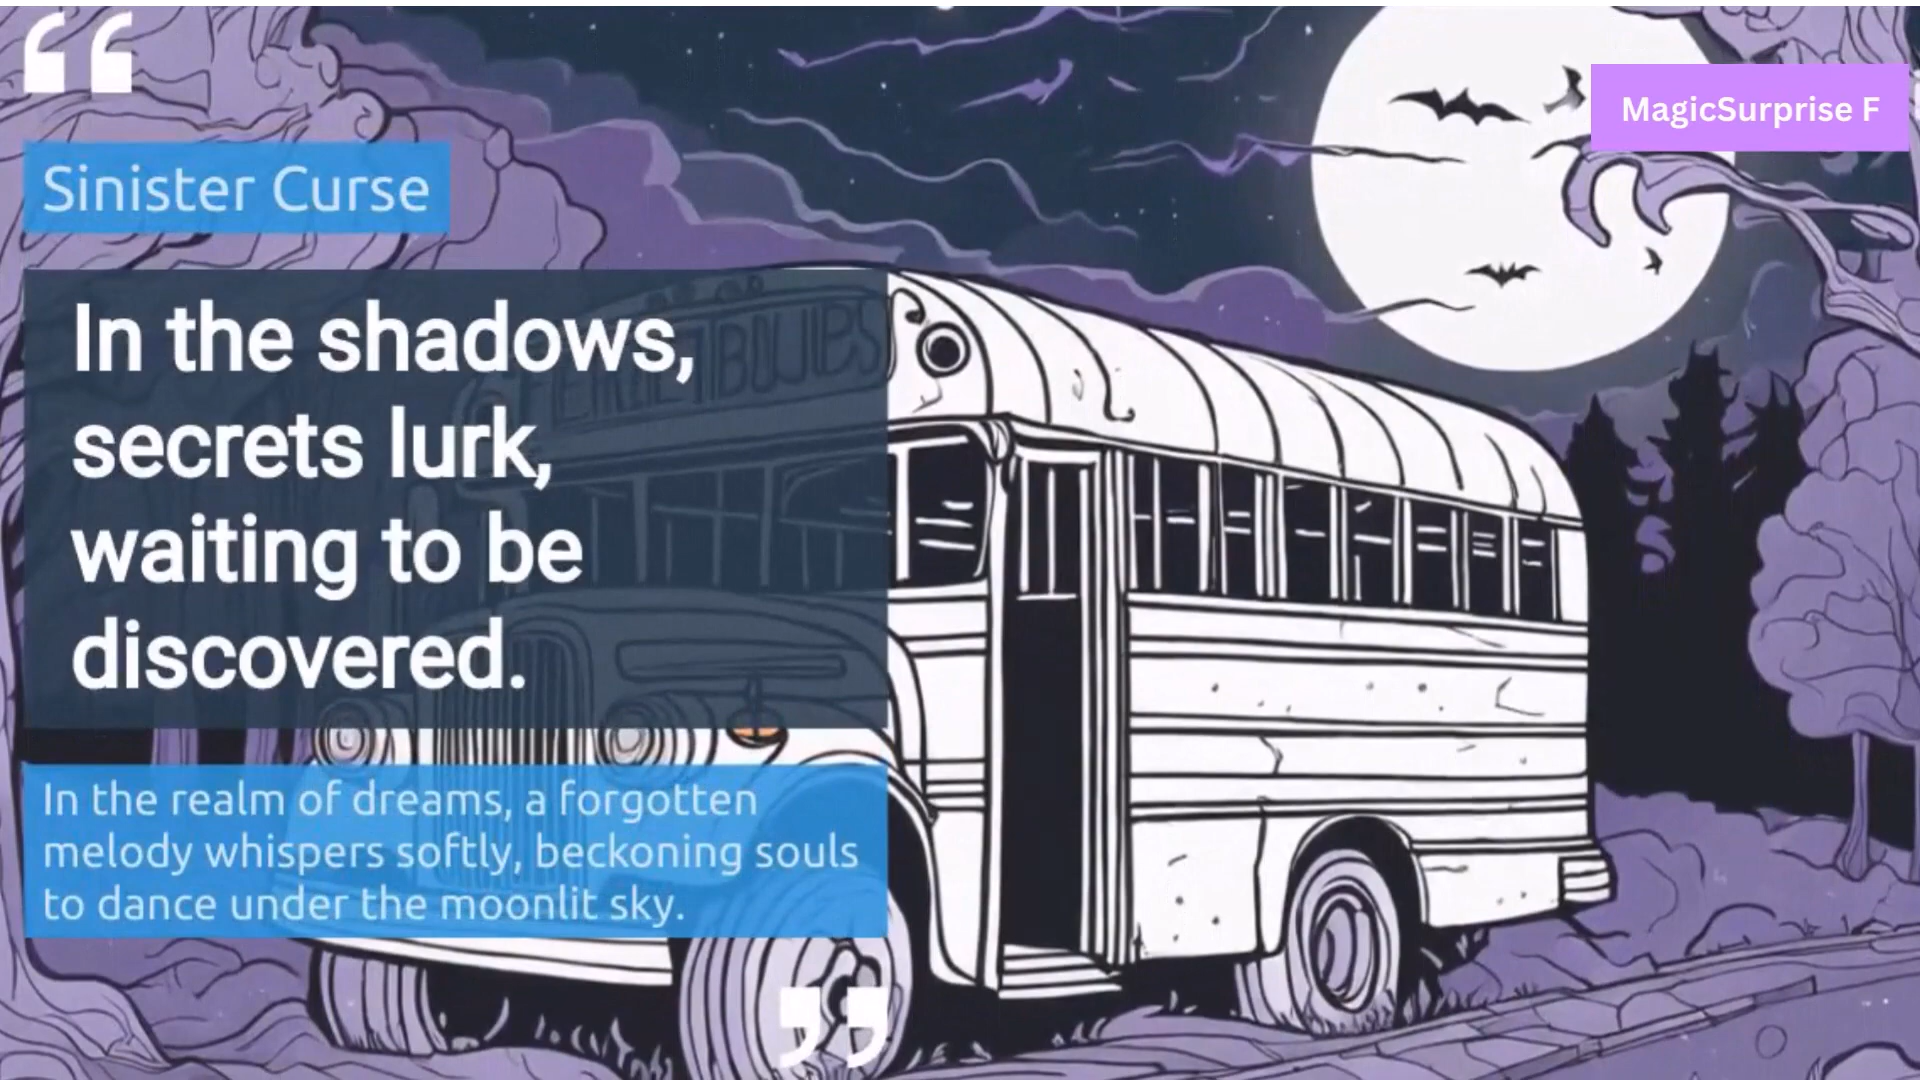 MagicSurprise F
Sinister Curse
In the shadows,
secrets lurk,
waiting to be
discovered.
In the realm of dreams, a forgotten
melody whispers softly, beckoning souls
to dance under the moonlit sky.